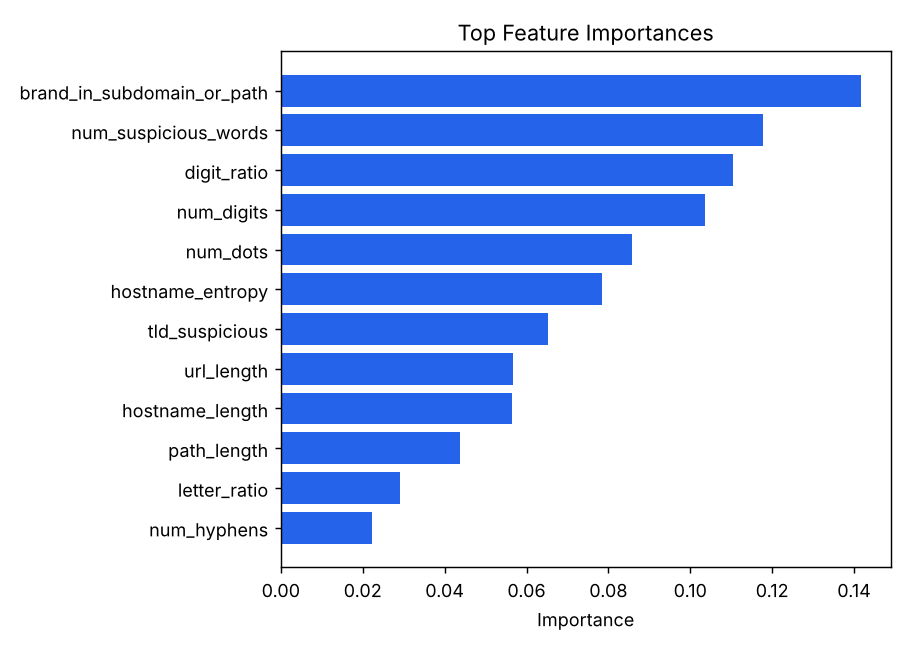 Top Feature Importances
brand_in_subdomain_or_path
num_suspicious_words
digit_ratio
num_digits
num_dots
hostname_entropy
tld_suspicious
url_length
hostname_length
path_length
letter_ratio
num_hyphens
0.00 0.02 0.04 0.06 0.08 0.10 0.12 0.14
Importance